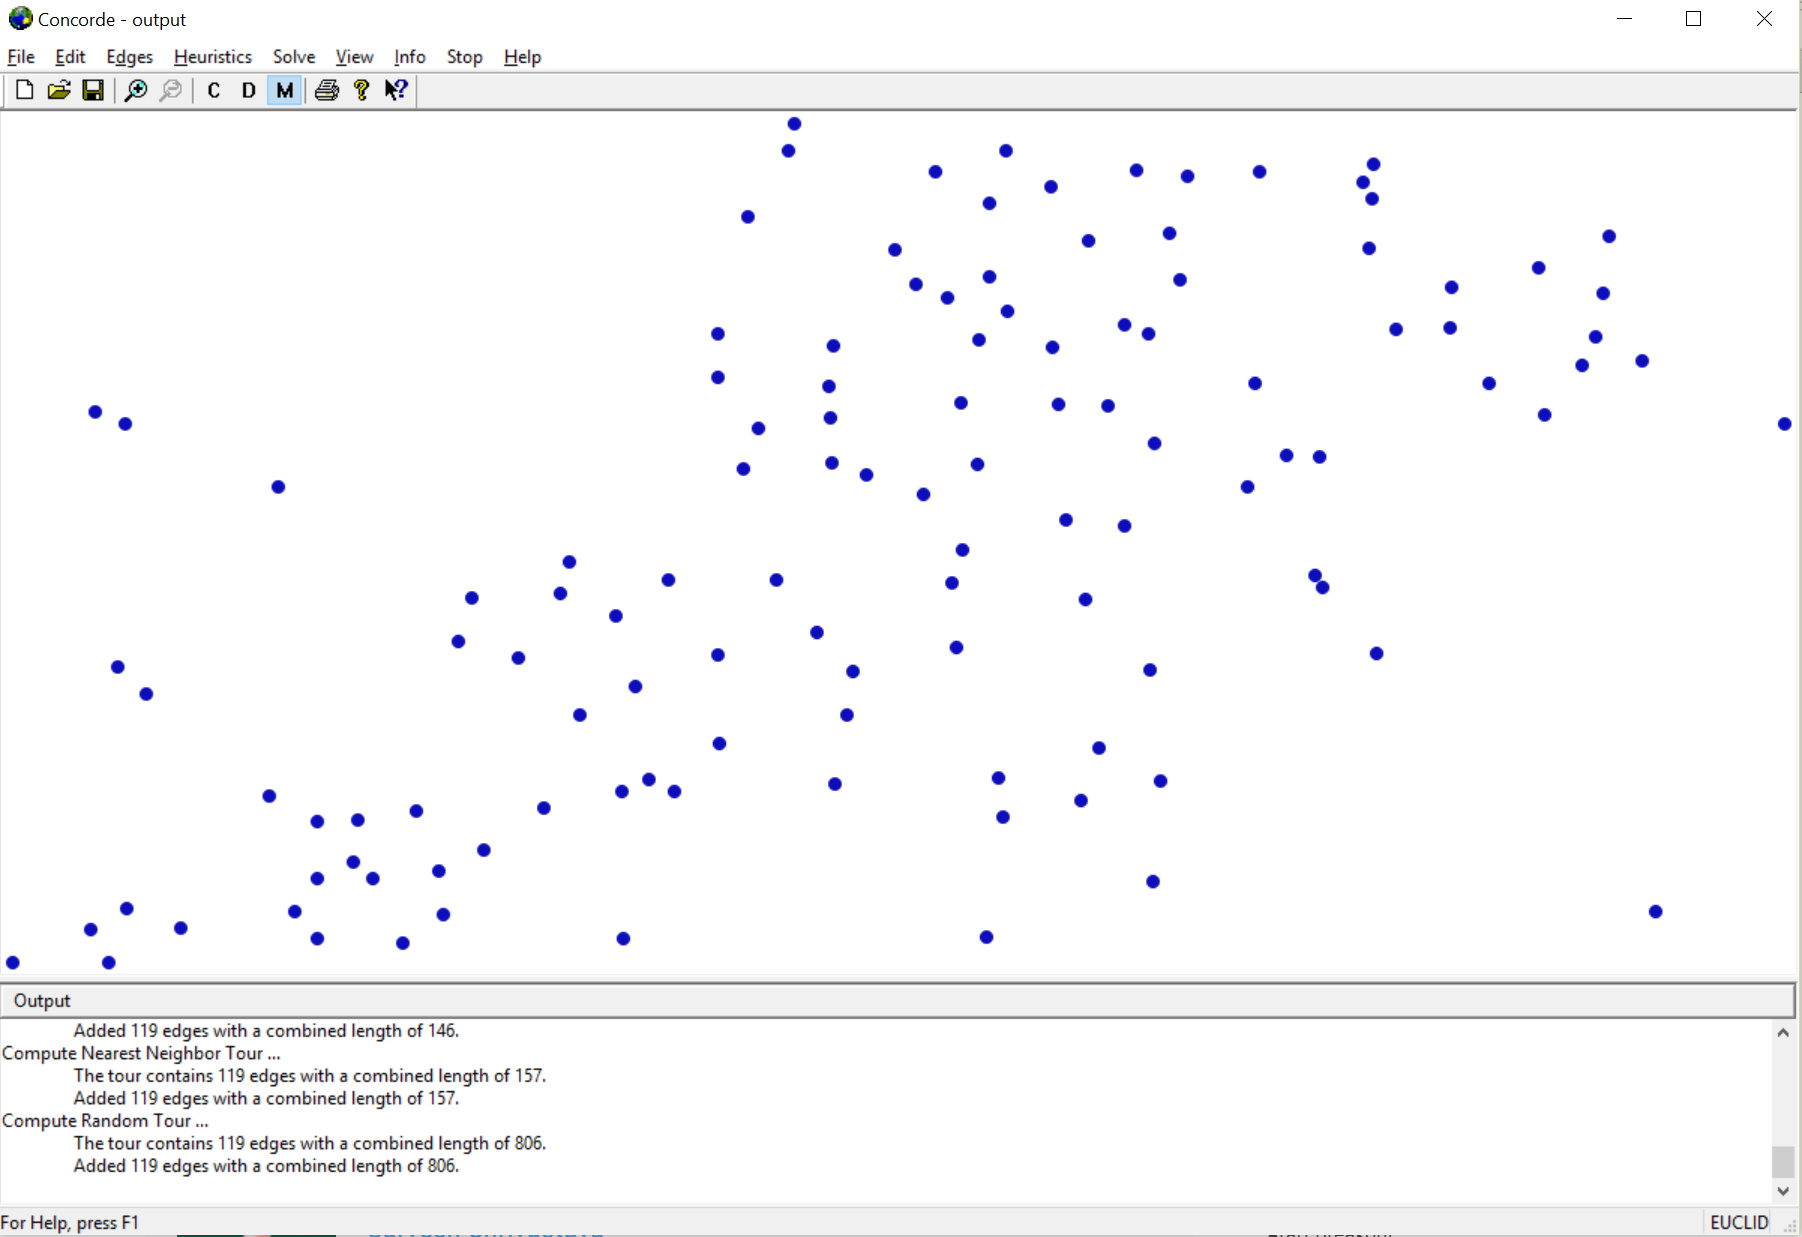 Concorde - output
File Edit Edges Heuristics Solve View Info Stop Help
C D M
Output
Added 119 edges with a combined length of 146.
Compute Nearest Neighbor Tour ...
The tour contains 119 edges with a combined length of 157.
Added 119 edges with a combined length of 157.
Compute Random Tour ...
The tour contains 119 edges with a combined length of 806.
Added 119 edges with a combined length of 806.
For Help, press F1
EUCLID